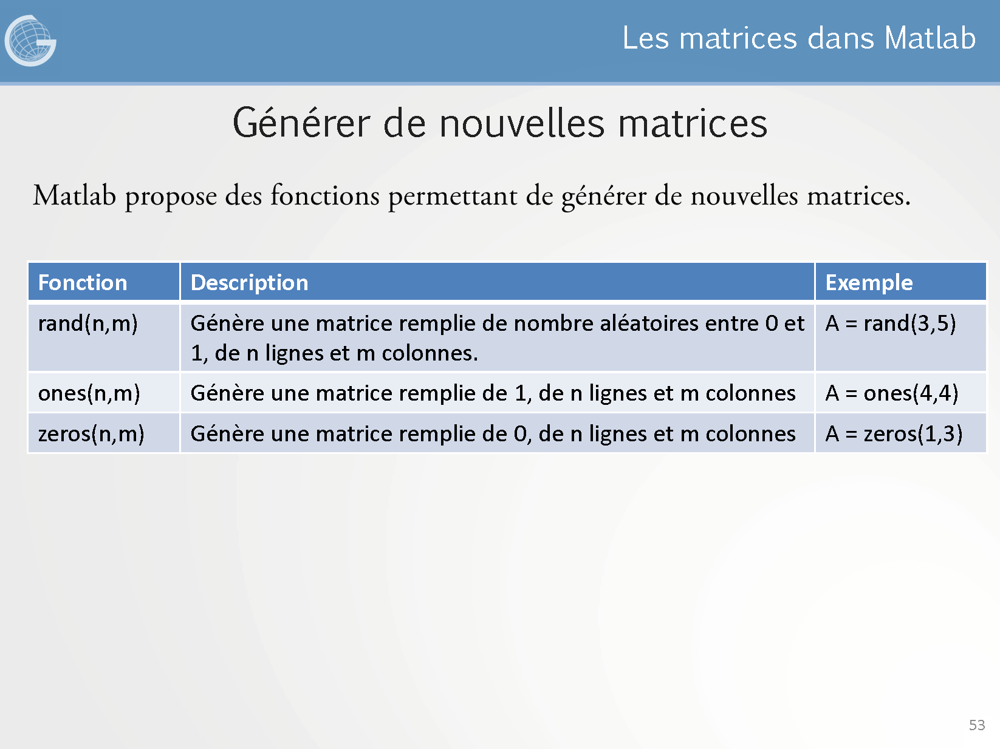 Les matrices dans Matlab
Générer de nouvelles matrices
Matlab propose des fonctions permettant de générer de nouvelles matrices.
Fonction Description Exemple
rand(n,m) Génère une matrice remplie de nombre aléatoires entre 0 et A = rand(3,5)
1, de n lignes et m colonnes.
ones(n,m) Génère une matrice remplie de 1, de n lignes et m colonnes A = ones(4,4)
zeros(n,m) Génère une matrice remplie de 0, de n lignes et m colonnes A = zeros(1,3)
53